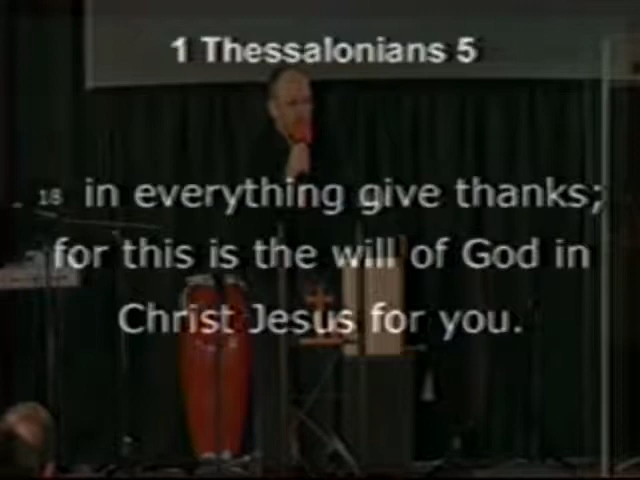 1 Thessalonians 5
18 in everything give thanks;
for this is the will of God in
Christ Jesus for you.